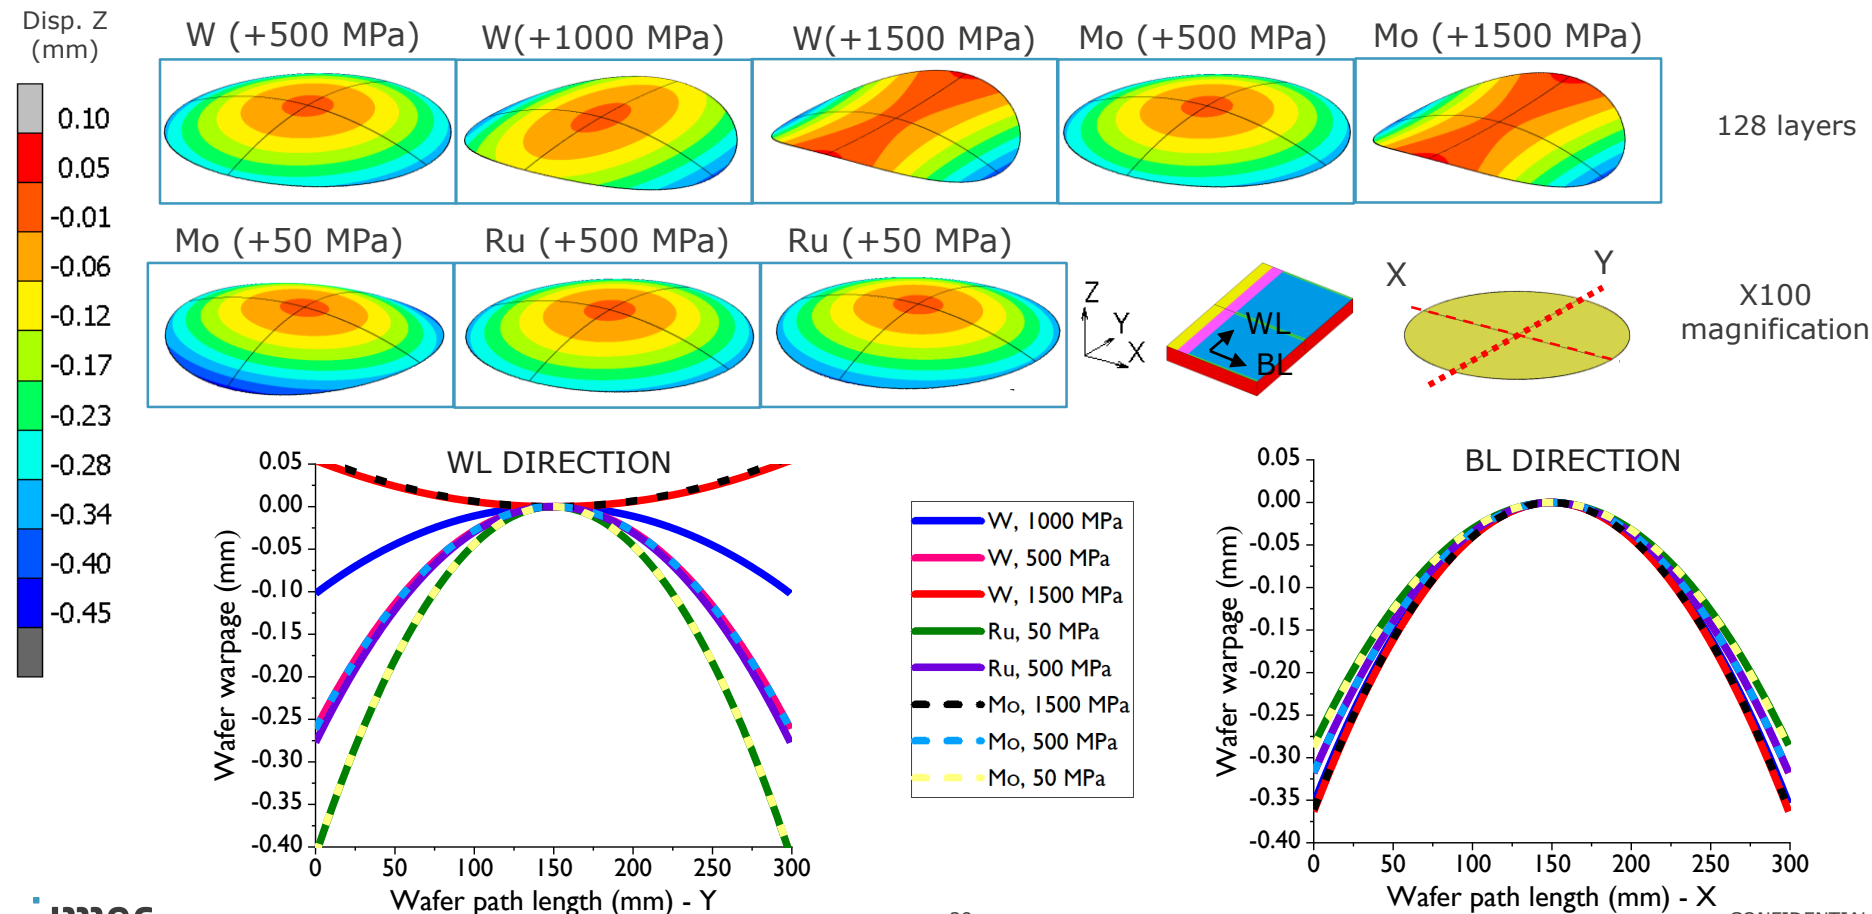 Disp. Z
(mm)
W (+500 MPa)
W(+1000 MPa)
W(+1500 MPa)
Mo (+500 MPa)
Mo (+1500 MPa)
0.10
0.05
-0.01
-0.06
-0.12
-0.17
-0.23
-0.28
-0.34
-0.40
-0.45
128 layers
Mo (+50 MPa)
Ru (+500 MPa)
Ru (+50 MPa)
Z
Y
X
WL
BL
X
Y
X100
magnification
WL DIRECTION
Wafer warpage (mm)
0.05
0.00
-0.05
-0.10
-0.15
-0.20
-0.25
-0.30
-0.35
-0.40
0 50 100 150 200 250 300
Wafer path length (mm) - Y
W, 1000 MPa
W, 500 MPa
W, 1500 MPa
Ru, 50 MPa
Ru, 500 MPa
Mo, 1500 MPa
Mo, 500 MPa
Mo, 50 MPa
BL DIRECTION
Wafer warpage (mm)
0.05
0.00
-0.05
-0.10
-0.15
-0.20
-0.25
-0.30
-0.35
-0.40
0 50 100 150 200 250 300
Wafer path length (mm) - X